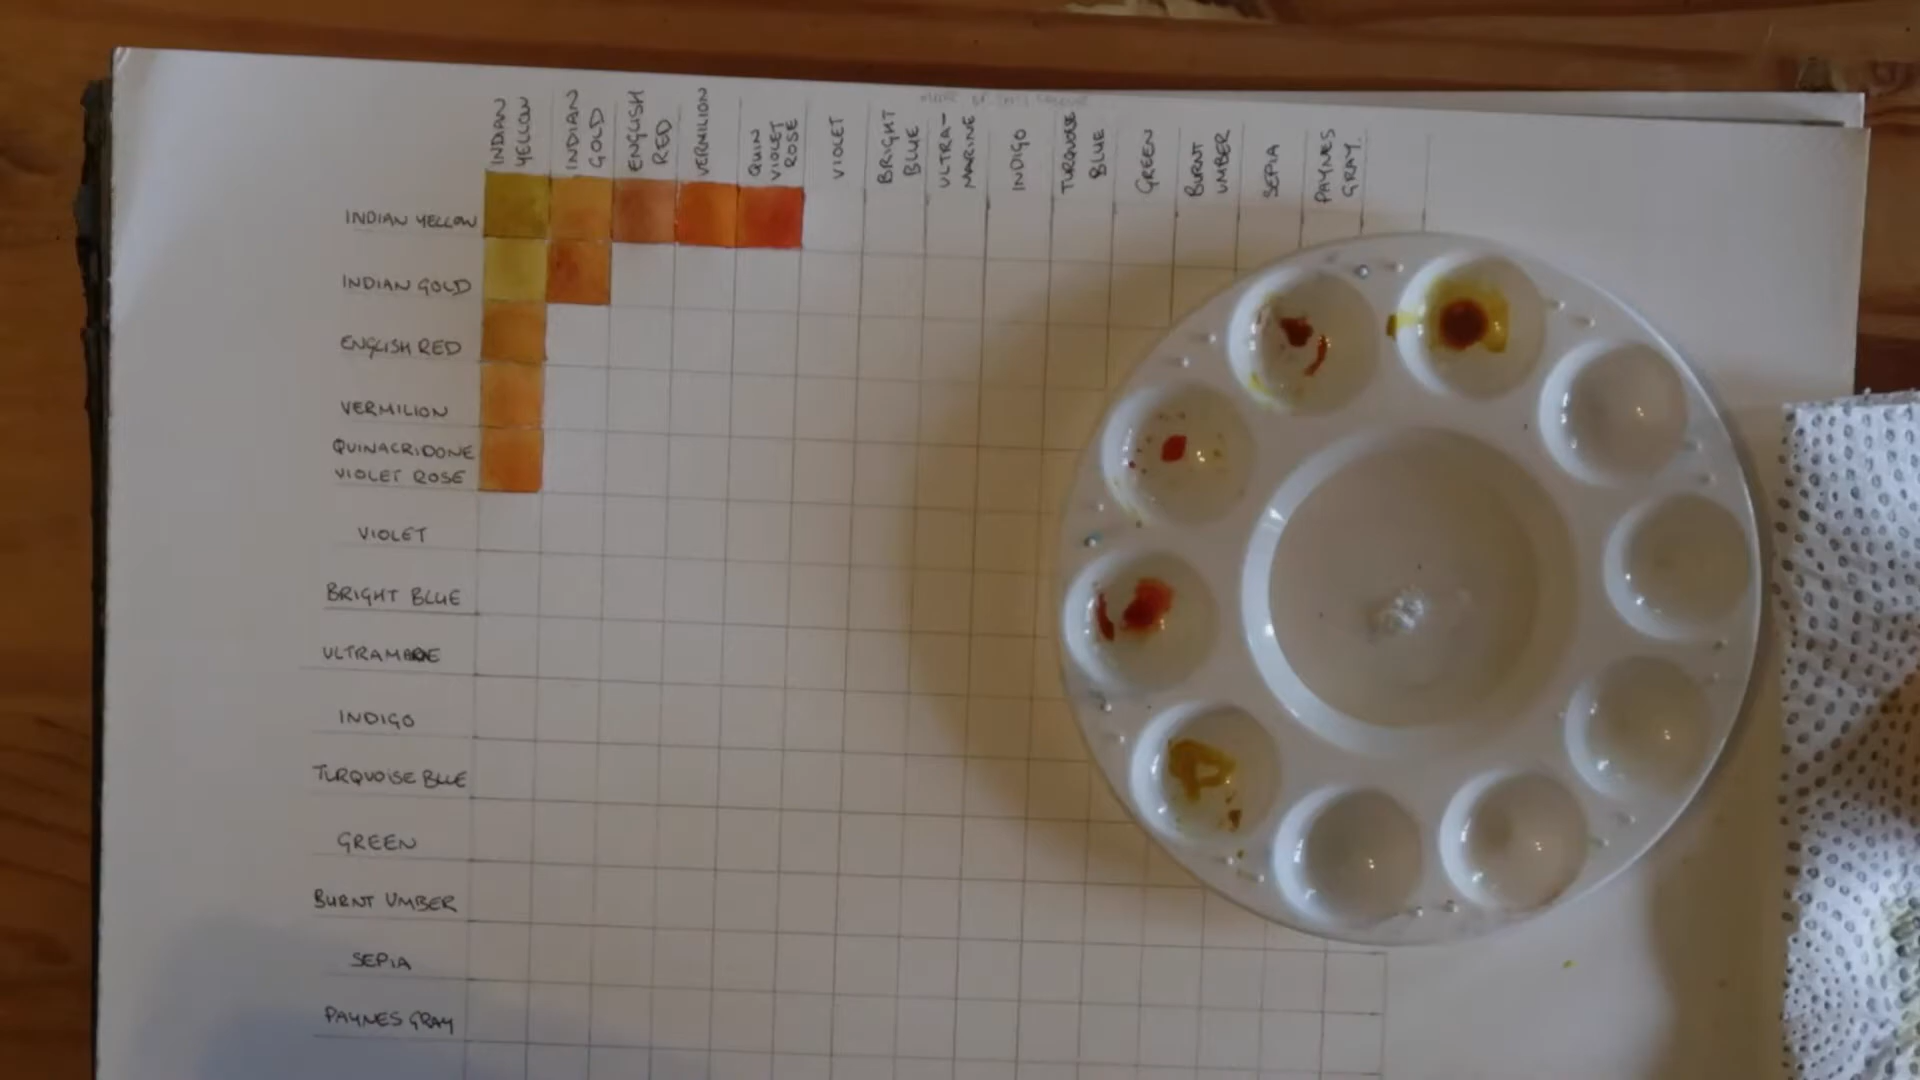 INDIAN
YELLOW
INDIAN
GOLD
ENGLISH
RED
VERMILION
QUIN
VIOLET
ROSE
VIOLET
BRIGHT
BLUE
ULTRA-
MARINE
INDIGO
TURQUOISE
BLUE
GREEN
BURNT
UMBER
SEPIA
PAYNES
GRAY.
INDIAN YELLOW
INDIAN GOLD
ENGLISH RED
VERMILION
QUINACRIDONE
VIOLET ROSE
VIOLET
BRIGHT BLUE
ULTRAMARINE
INDIGO
TURQUOISE BLUE
GREEN
BURNT UMBER
SEPIA
PAYNES GRAY